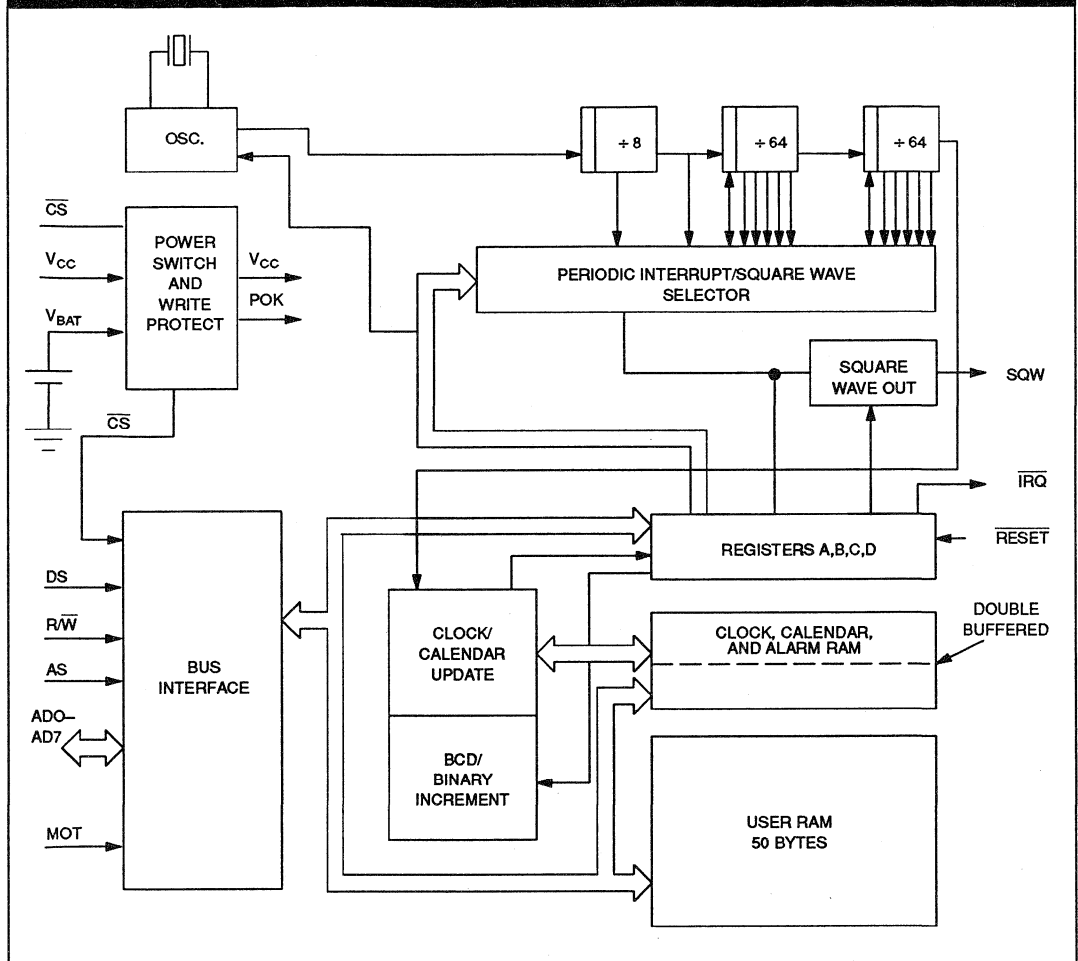 OSC.
÷ 8
÷ 64
÷ 64
CS
VCC
VBAT
POWER
SWITCH
AND
WRITE
PROTECT
VCC
POK
CS
PERIODIC INTERRUPT/SQUARE WAVE
SELECTOR
SQUARE
WAVE OUT
SQW
IRQ
RESET
REGISTERS A,B,C,D
DS
R/W
AS
ADO–
AD7
MOT
BUS
INTERFACE
CLOCK/
CALENDAR
UPDATE
BCD/
BINARY
INCREMENT
CLOCK, CALENDAR,
AND ALARM RAM
DOUBLE
BUFFERED
USER RAM
50 BYTES